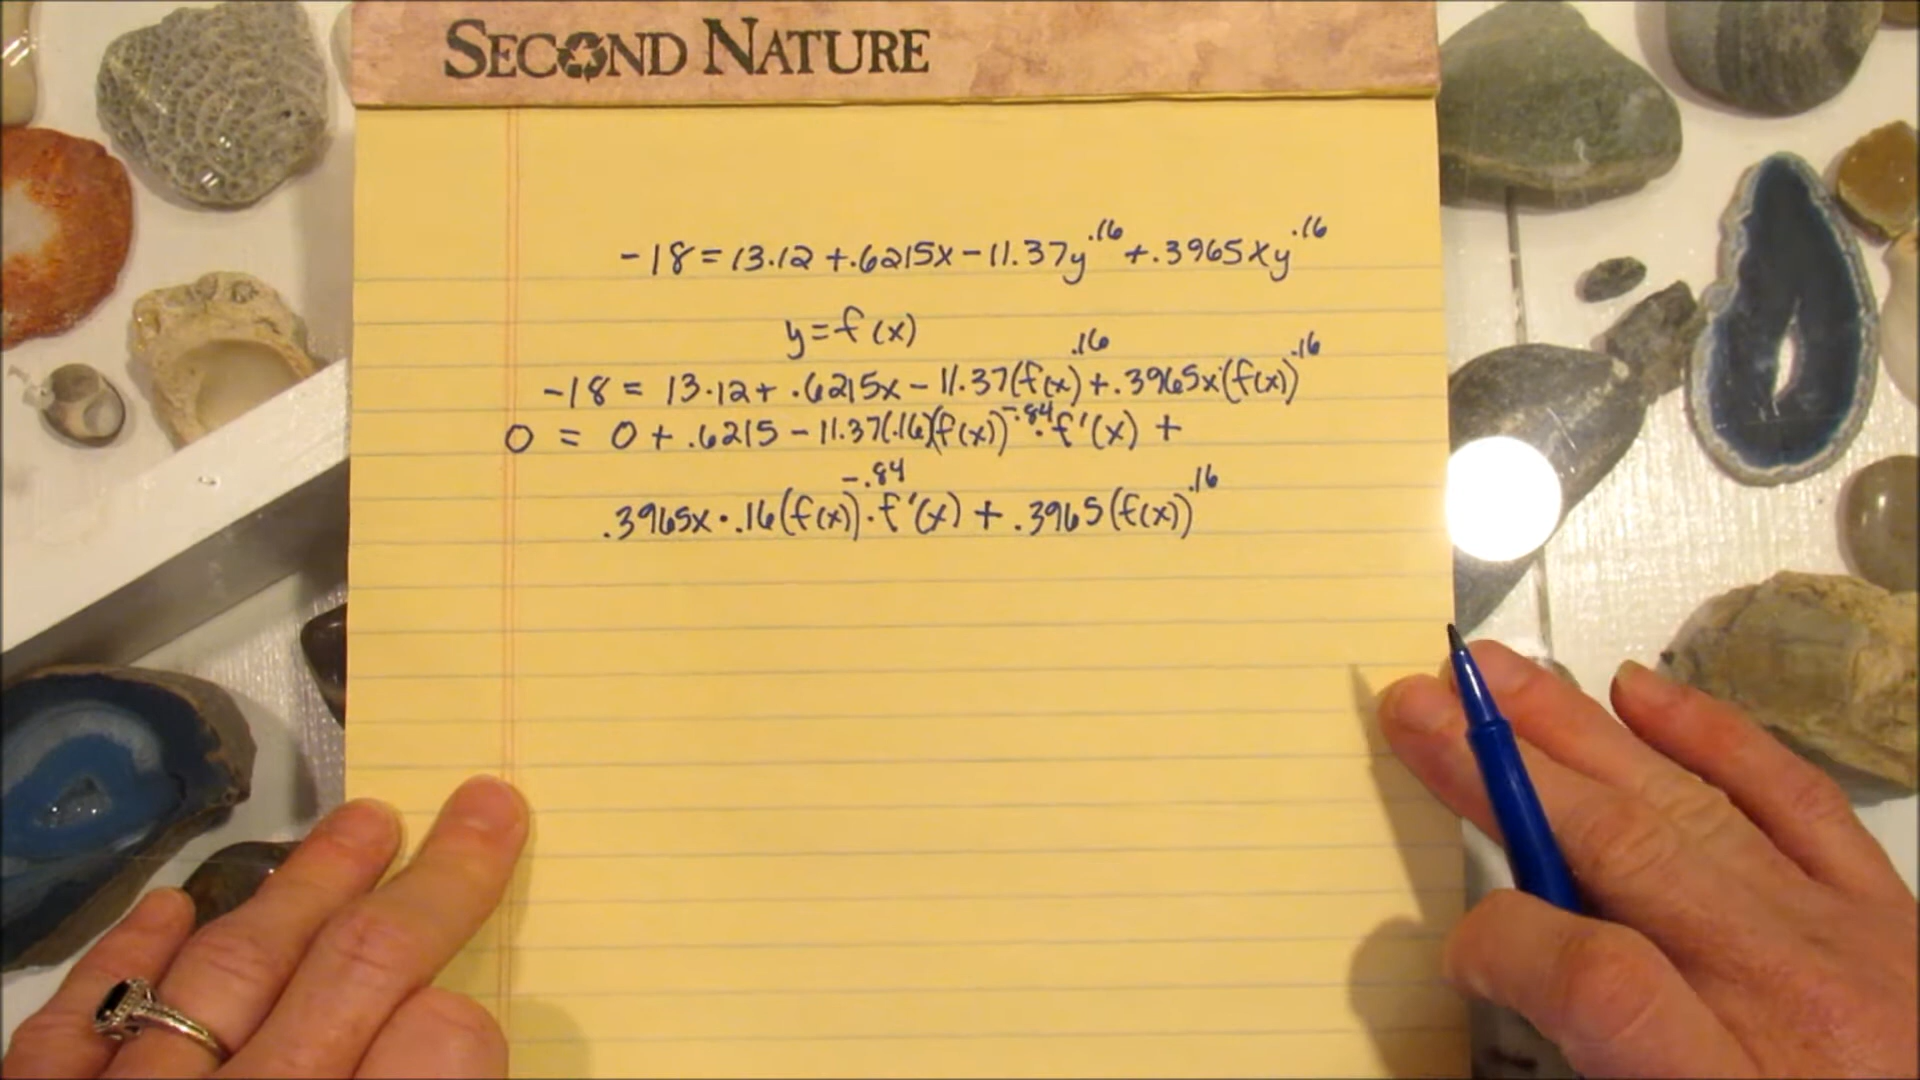 SECOND NATURE
-18 = 13.12 + .6215x - 11.37y^.16 + .3965xy^.16
y = f(x)
-18 = 13.12 + .6215x - 11.37(f(x)^.16 + .3965x(f(x))^.16
0 = 0 + .6215 - 11.37(.16)(f(x))^-.84 · f'(x) +
.3965x · .16(f(x))^-.84 · f'(x) + .3965(f(x))^.16